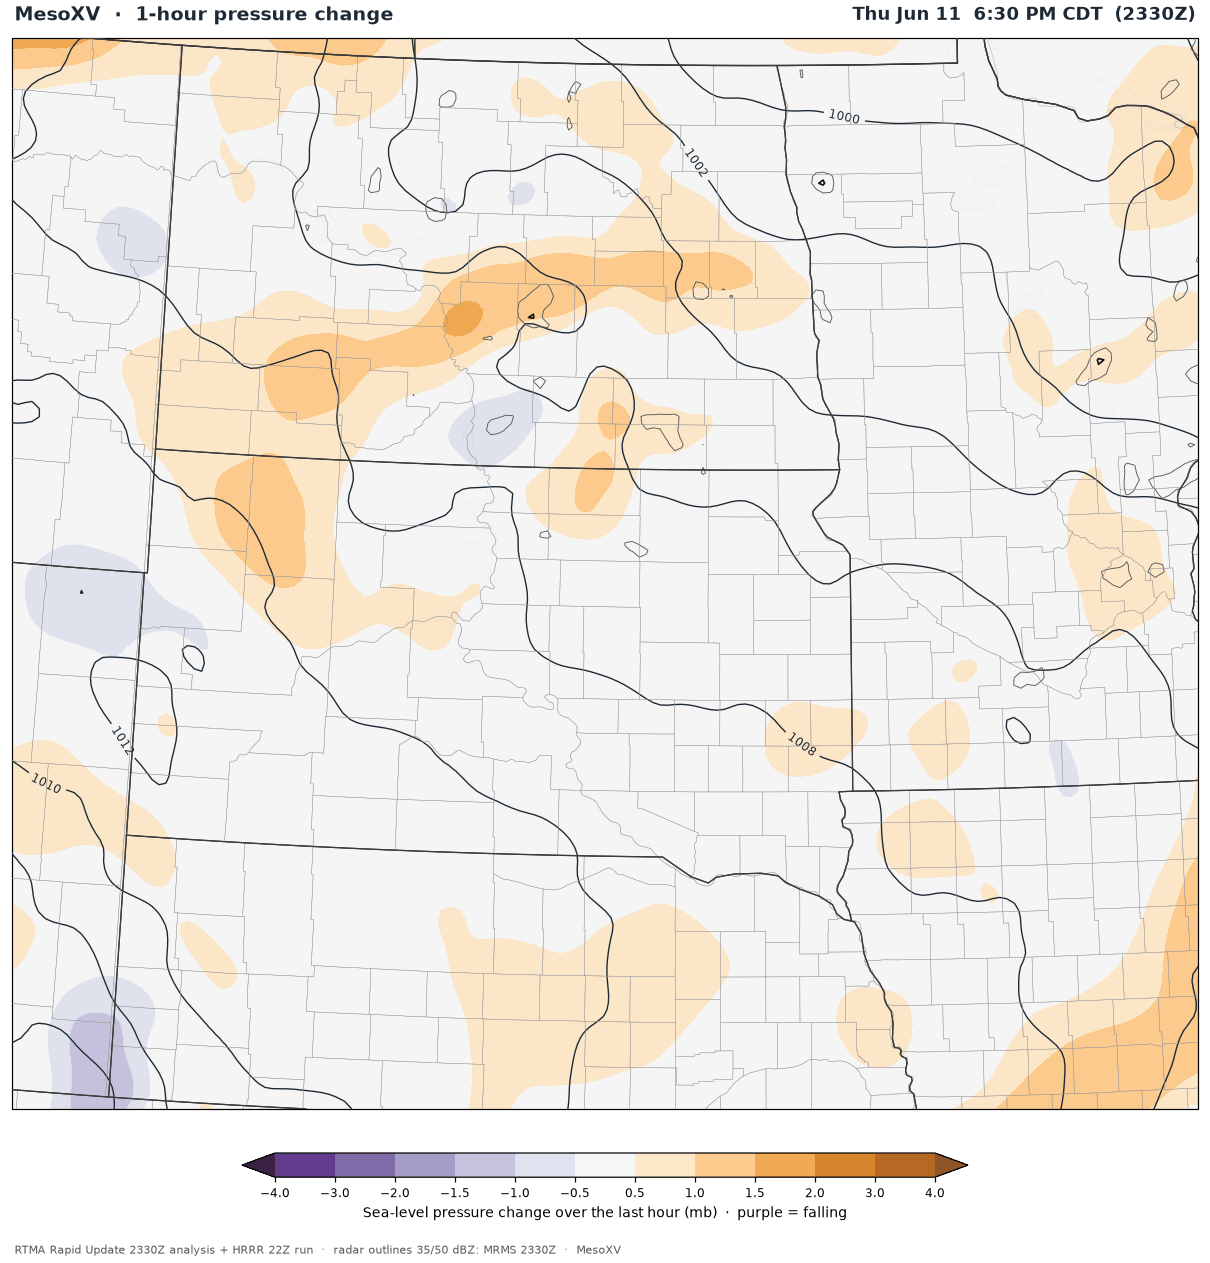 MesoXV · 1-hour pressure change
Thu Jun 11 6:30 PM CDT (2330Z)
1000
1002
1008
1012
1010
−4.0 −3.0 −2.0 −1.5 −1.0 −0.5 0.5 1.0 1.5 2.0 3.0 4.0
Sea-level pressure change over the last hour (mb) · purple = falling
RTMA Rapid Update 2330Z analysis + HRRR 22Z run · radar outlines 35/50 dBZ: MRMS 2330Z · MesoXV